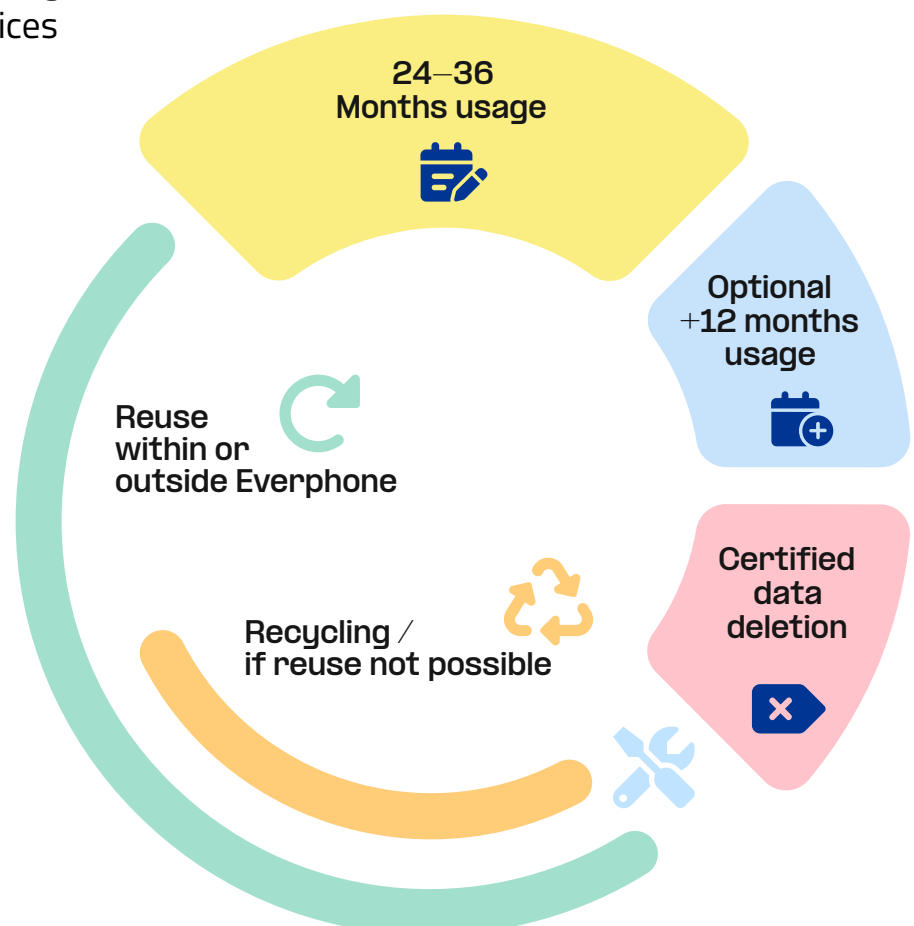 ices
24–36
Months usage
Optional
+12 months
usage
Reuse
within or
outside Everphone
Certified
data
deletion
Recycling /
if reuse not possible